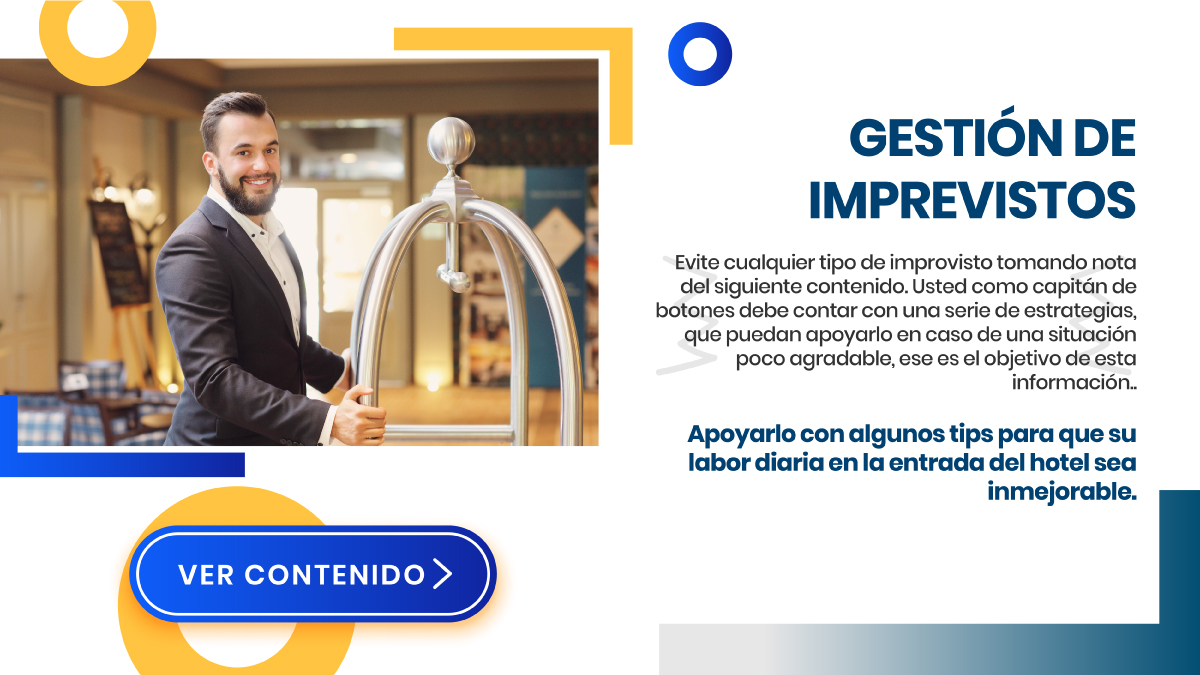 GESTIÓN DE
IMPREVISTOS
Evite cualquier tipo de improvisto tomando nota
del siguiente contenido. Usted como capitán de
botones debe contar con una serie de estrategias,
que puedan apoyarlo en caso de una situación
poco agradable, ese es el objetivo de esta
información..
Apoyarlo con algunos tips para que su
labor diaria en la entrada del hotel sea
inmejorable.
VER CONTENIDO